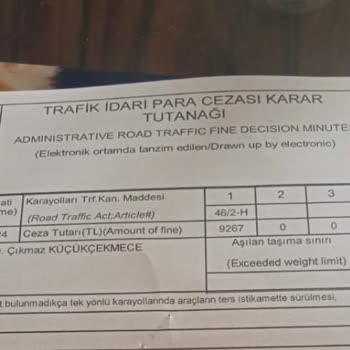 TRAFİK İDARİ PARA CEZASI KARAR
TUTANAĞI
ADMINISTRATIVE ROAD TRAFFIC FINE DECISION MINUTE
(Elektronik ortamda tanzim edilen/Drawn up by electronic)
ati Karayolları Trf.Kan. Maddesi 1 2 3
me) (Road Traffic Act:Article#) 46/2-H
24 Ceza Tutarı(TL)(Amount of fine) 9267 0 0
Çıkmaz KÜÇÜKÇEKMECE Aşılan taşıma sınırı
(Exceeded weight limit)
t bulunmadıkça tek yönlü karayollarında araçların ters istikamette sürülmesi,